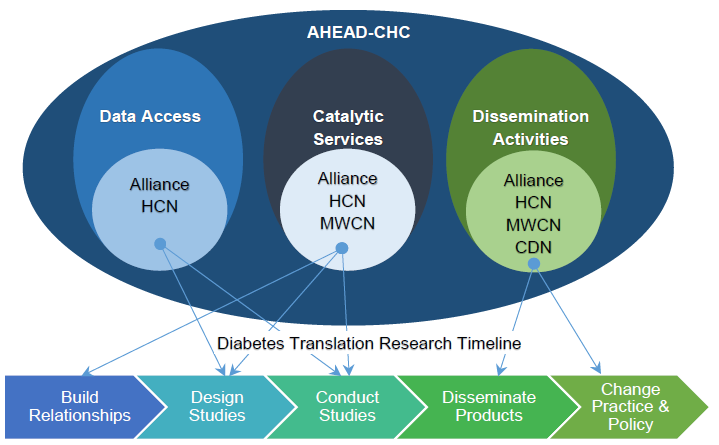 AHEAD-CHC
Data Access
Alliance
HCN
Catalytic
Services
Alliance
HCN
MWCN
Dissemination
Activities
Alliance
HCN
MWCN
CDN
Diabetes Translation Research Timeline
Build
Relationships
Design
Studies
Conduct
Studies
Disseminate
Products
Change
Practice &
Policy